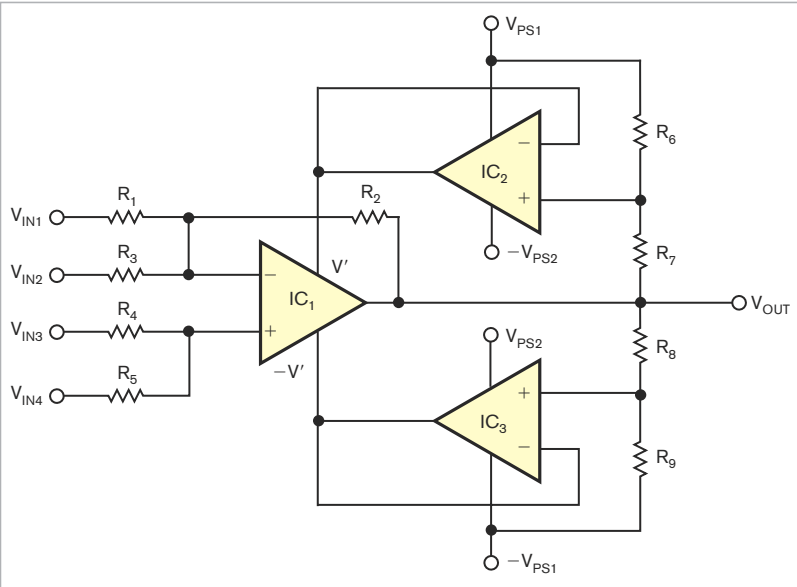 V_PS1
R_6
IC_2
−
+
R_2
R_1
V_IN1
−V_PS2
R_7
V′
R_3
V_IN2
−
IC_1
V_OUT
R_4
V_IN3
+
V_PS2
R_8
−V′
R_5
V_IN4
+
IC_3
−
R_9
−V_PS1